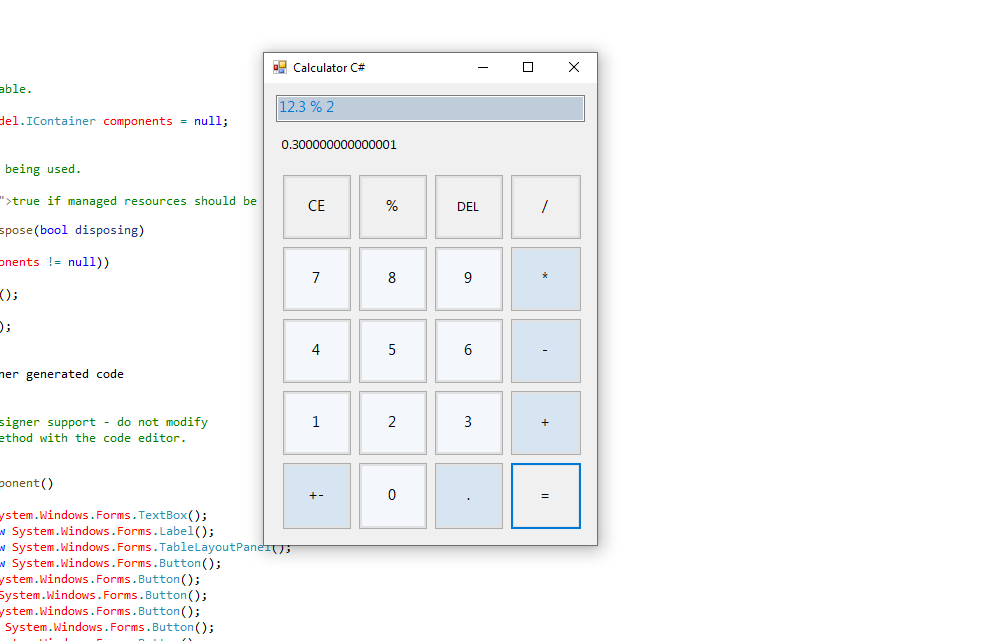 Calculator C#
12.3 % 2
0.300000000000001
CE % DEL /
7 8 9 *
4 5 6 -
1 2 3 +
+- 0 . =
able.
del.IContainer components = null;
being used.
">true if managed resources should be
spose(bool disposing)
onents != null))
();
);
ner generated code
signer support - do not modify
ethod with the code editor.
ponent()
ystem.Windows.Forms.TextBox();
w System.Windows.Forms.Label();
w System.Windows.Forms.TableLayoutPanel();
w System.Windows.Forms.Button();
ystem.Windows.Forms.Button();
System.Windows.Forms.Button();
ystem.Windows.Forms.Button();
System.Windows.Forms.Button();